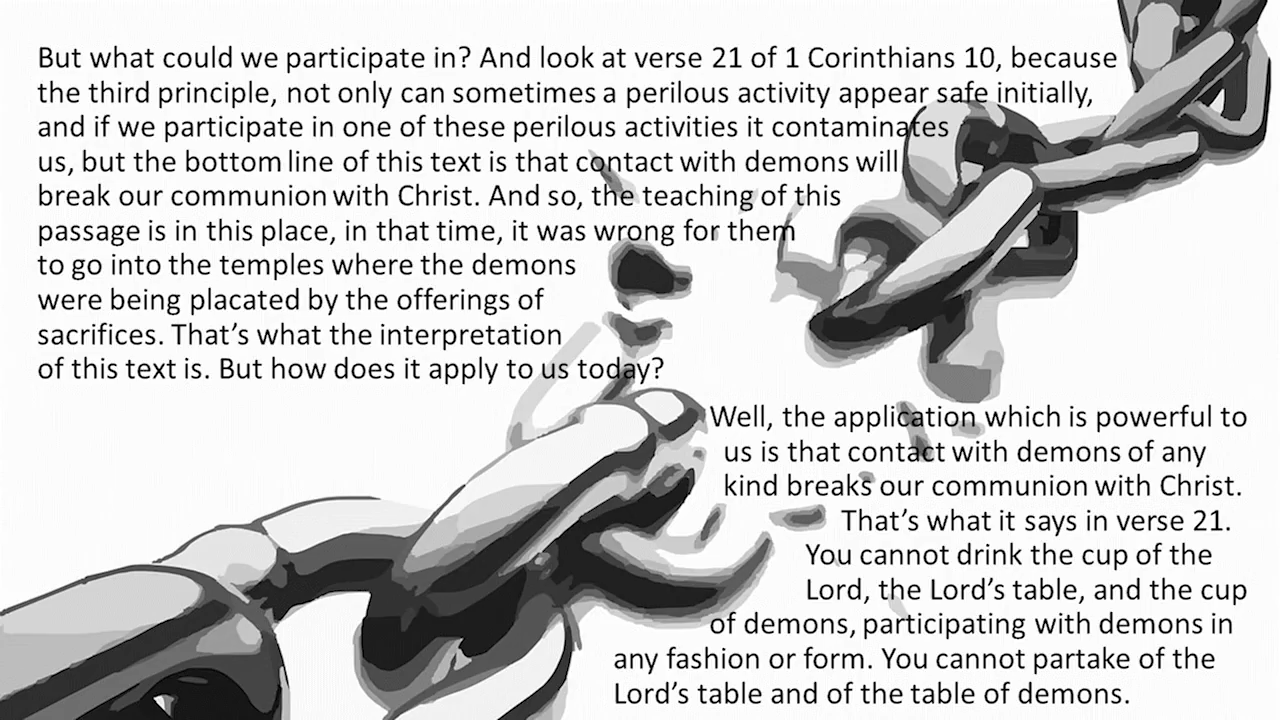 But what could we participate in? And look at verse 21 of 1 Corinthians 10, because
the third principle, not only can sometimes a perilous activity appear safe initially,
and if we participate in one of these perilous activities it contaminates
us, but the bottom line of this text is that contact with demons will
break our communion with Christ. And so, the teaching of this
passage is in this place, in that time, it was wrong for them
to go into the temples where the demons
were being placated by the offerings of
sacrifices. That’s what the interpretation
of this text is. But how does it apply to us today?
Well, the application which is powerful to
us is that contact with demons of any
kind breaks our communion with Christ.
That’s what it says in verse 21.
You cannot drink the cup of the
Lord, the Lord’s table, and the cup
of demons, participating with demons in
any fashion or form. You cannot partake of the
Lord’s table and of the table of demons.